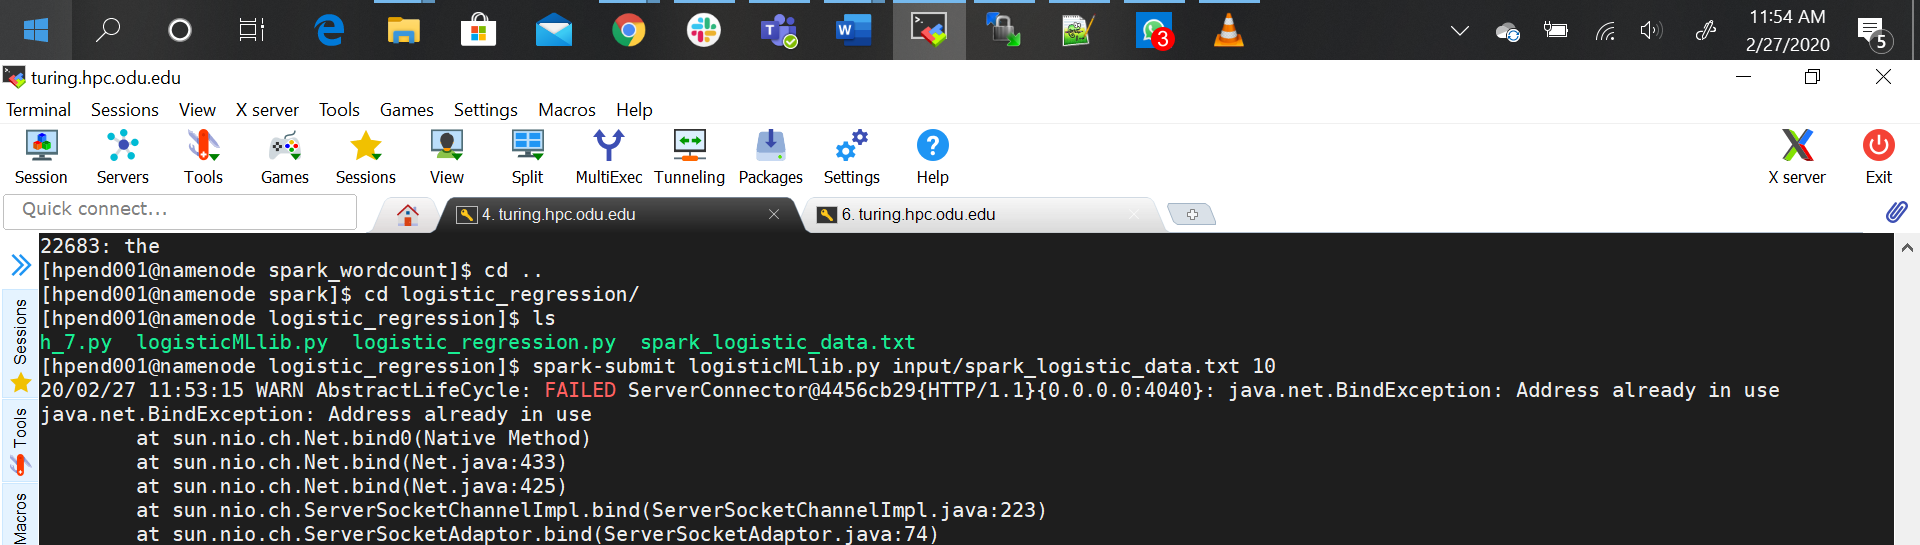 11:54 AM
2/27/2020
3
5
turing.hpc.odu.edu
Terminal Sessions View X server Tools Games Settings Macros Help
Session Servers Tools Games Sessions View Split MultiExec Tunneling Packages Settings Help X server Exit
Quick connect...
4. turing.hpc.odu.edu
6. turing.hpc.odu.edu
Sessions
Tools
Macros
22683: the
[hpend001@namenode spark_wordcount]$ cd ..
[hpend001@namenode spark]$ cd logistic_regression/
[hpend001@namenode logistic_regression]$ ls
h_7.py logisticMLlib.py logistic_regression.py spark_logistic_data.txt
[hpend001@namenode logistic_regression]$ spark-submit logisticMLlib.py input/spark_logistic_data.txt 10
20/02/27 11:53:15 WARN AbstractLifeCycle: FAILED ServerConnector@4456cb29{HTTP/1.1}{0.0.0.0:4040}: java.net.BindException: Address already in use
java.net.BindException: Address already in use
at sun.nio.ch.Net.bind0(Native Method)
at sun.nio.ch.Net.bind(Net.java:433)
at sun.nio.ch.Net.bind(Net.java:425)
at sun.nio.ch.ServerSocketChannelImpl.bind(ServerSocketChannelImpl.java:223)
at sun.nio.ch.ServerSocketAdaptor.bind(ServerSocketAdaptor.java:74)